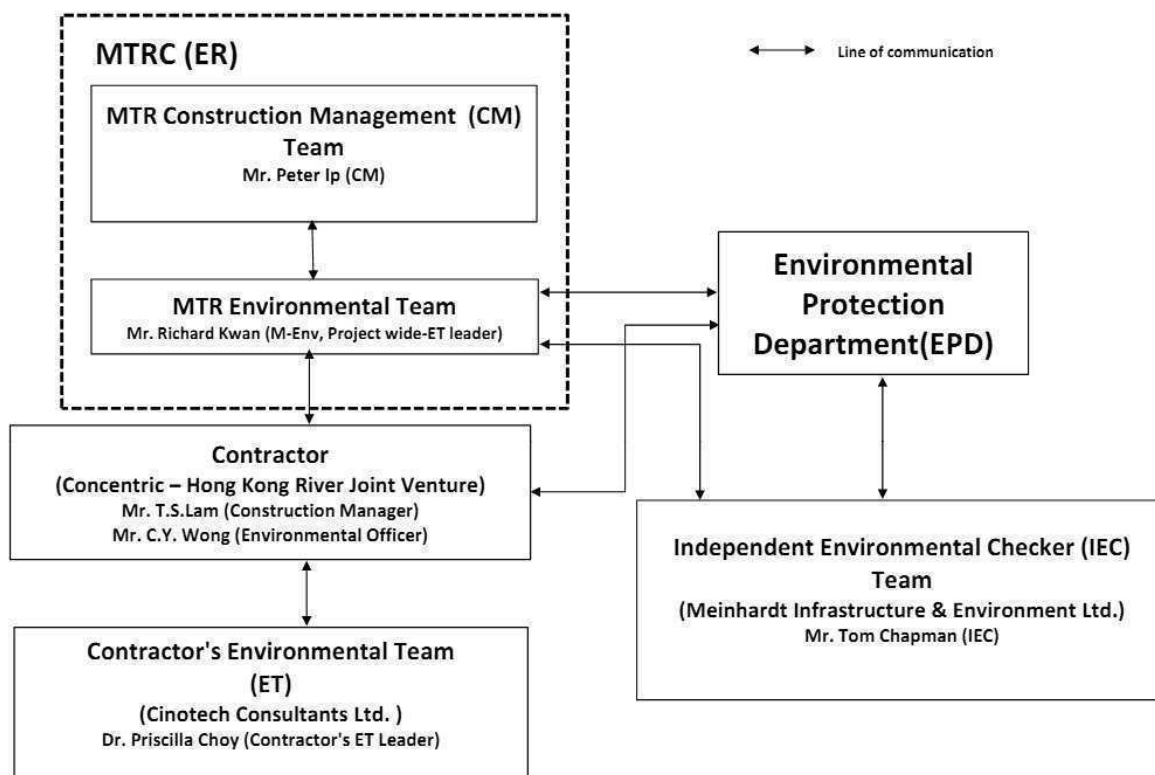 MTRC (ER)
Line of communication
MTR Construction Management (CM)
Team
Mr. Peter Ip (CM)
MTR Environmental Team
Mr. Richard Kwan (M-Env, Project wide-ET leader)
Environmental
Protection
Department(EPD)
Contractor
(Concentric – Hong Kong River Joint Venture)
Mr. T.S.Lam (Construction Manager)
Mr. C.Y. Wong (Environmental Officer)
Independent Environmental Checker (IEC)
Team
(Meinhardt Infrastructure & Environment Ltd.)
Mr. Tom Chapman (IEC)
Contractor's Environmental Team
(ET)
(Cinotech Consultants Ltd. )
Dr. Priscilla Choy (Contractor's ET Leader)